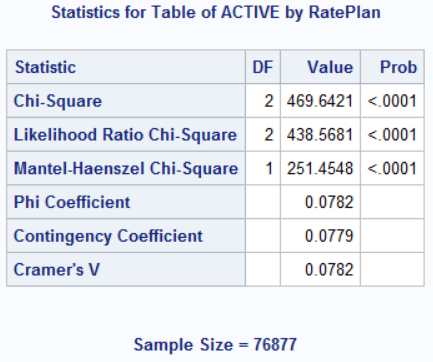 Statistics for Table of ACTIVE by RatePlan
Statistic DF Value Prob
Chi-Square 2 469.6421 <.0001
Likelihood Ratio Chi-Square 2 438.5681 <.0001
Mantel-Haenszel Chi-Square 1 251.4548 <.0001
Phi Coefficient 0.0782
Contingency Coefficient 0.0779
Cramer's V 0.0782
Sample Size = 76877